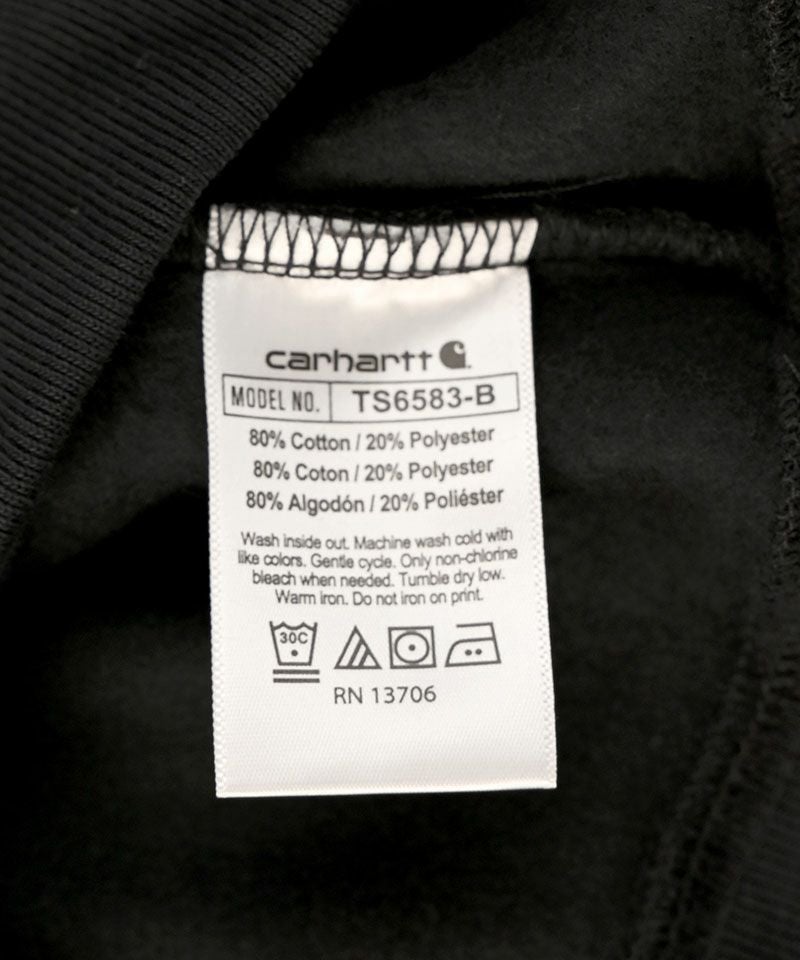 carhartt
MODEL NO. TS6583-B
80% Cotton / 20% Polyester
80% Coton / 20% Polyester
80% Algodón / 20% Poliéster
Wash inside out. Machine wash cold with
like colors. Gentle cycle. Only non-chlorine
bleach when needed. Tumble dry low.
Warm iron. Do not iron on print.
30C
RN 13706